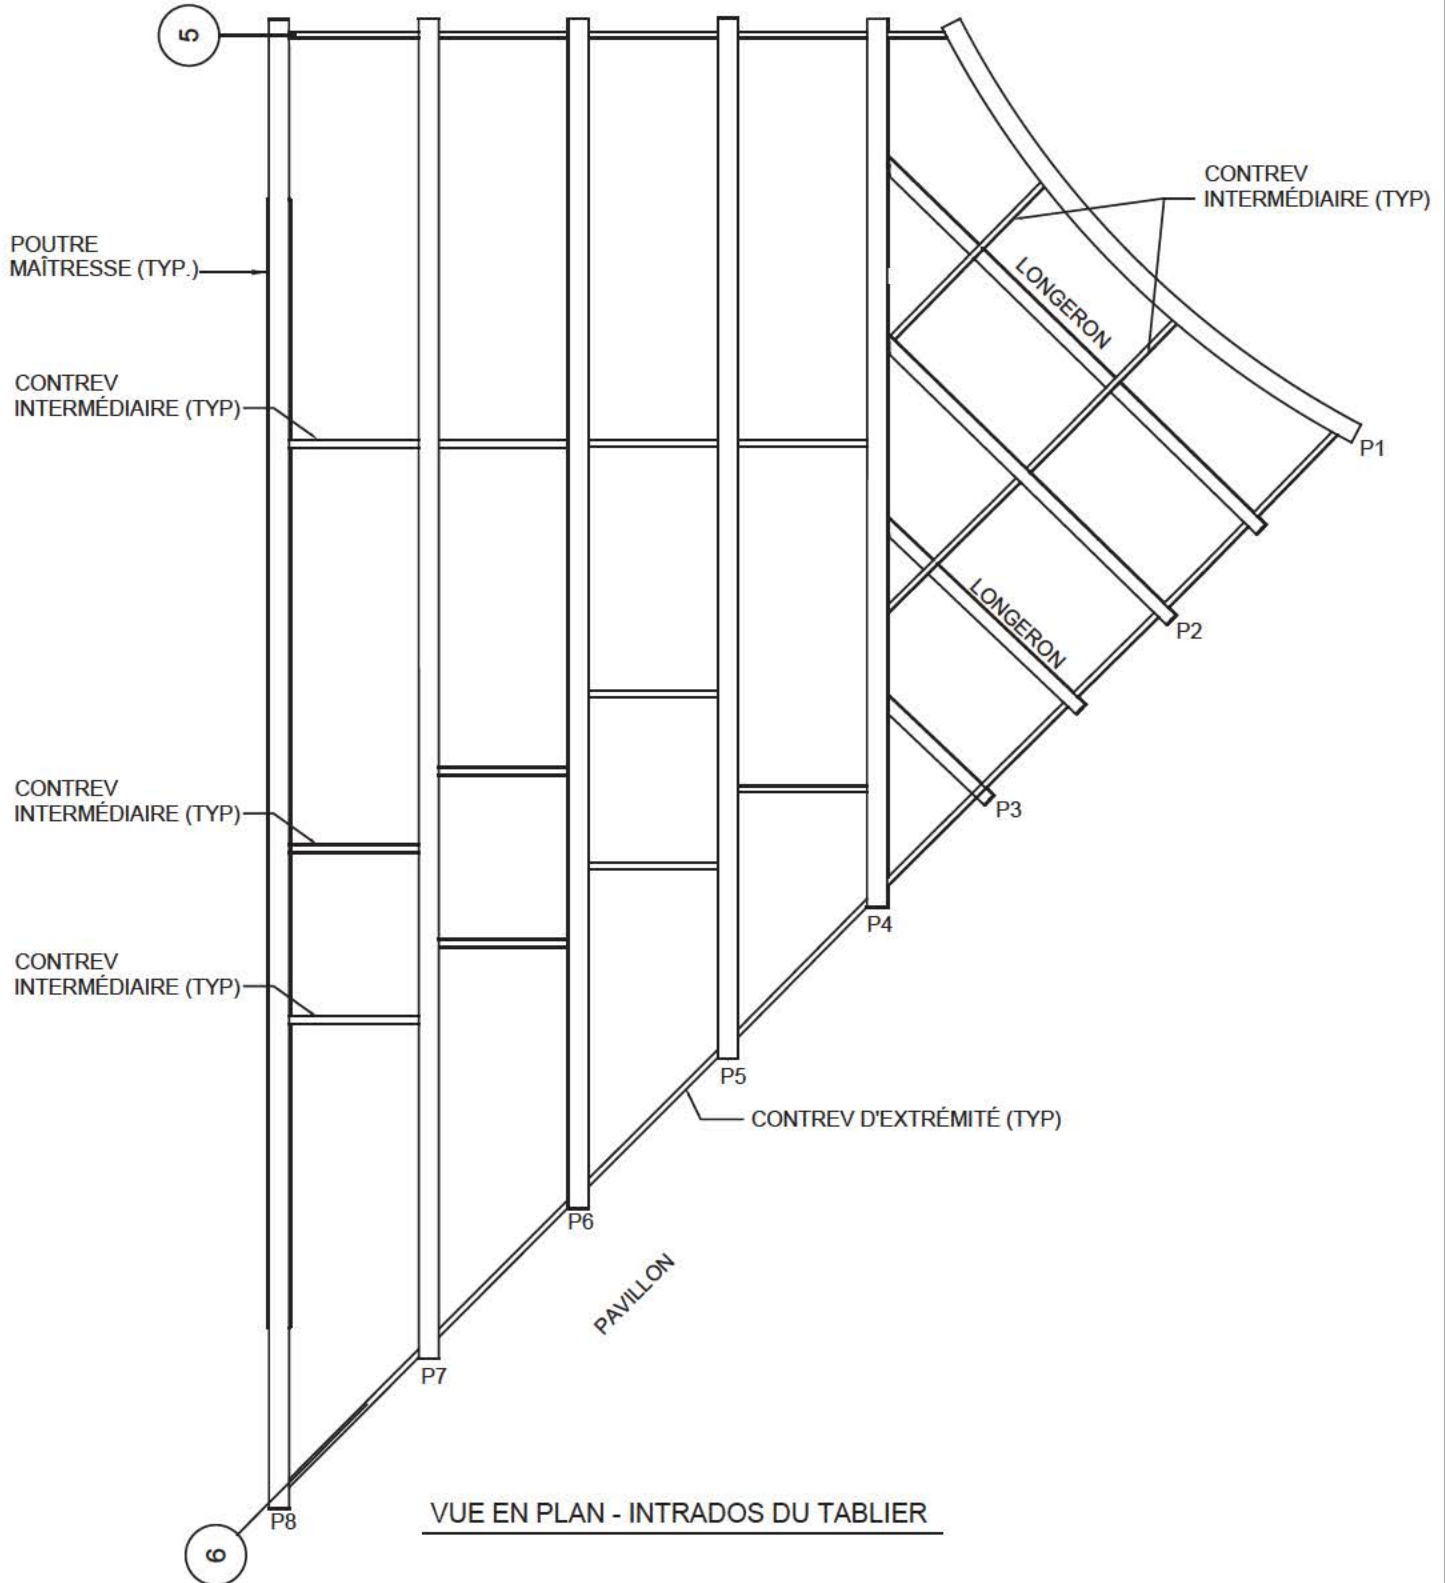 5
CONTREV
INTERMÉDIAIRE (TYP)
POUTRE
MAÎTRESSE (TYP.)
LONGERON
CONTREV
INTERMÉDIAIRE (TYP)
P1
LONGERON
P2
CONTREV
INTERMÉDIAIRE (TYP)
P3
P4
CONTREV
INTERMÉDIAIRE (TYP)
P5
CONTREV D'EXTRÉMITÉ (TYP)
P6
PAVILLON
P7
VUE EN PLAN - INTRADOS DU TABLIER
P8
6